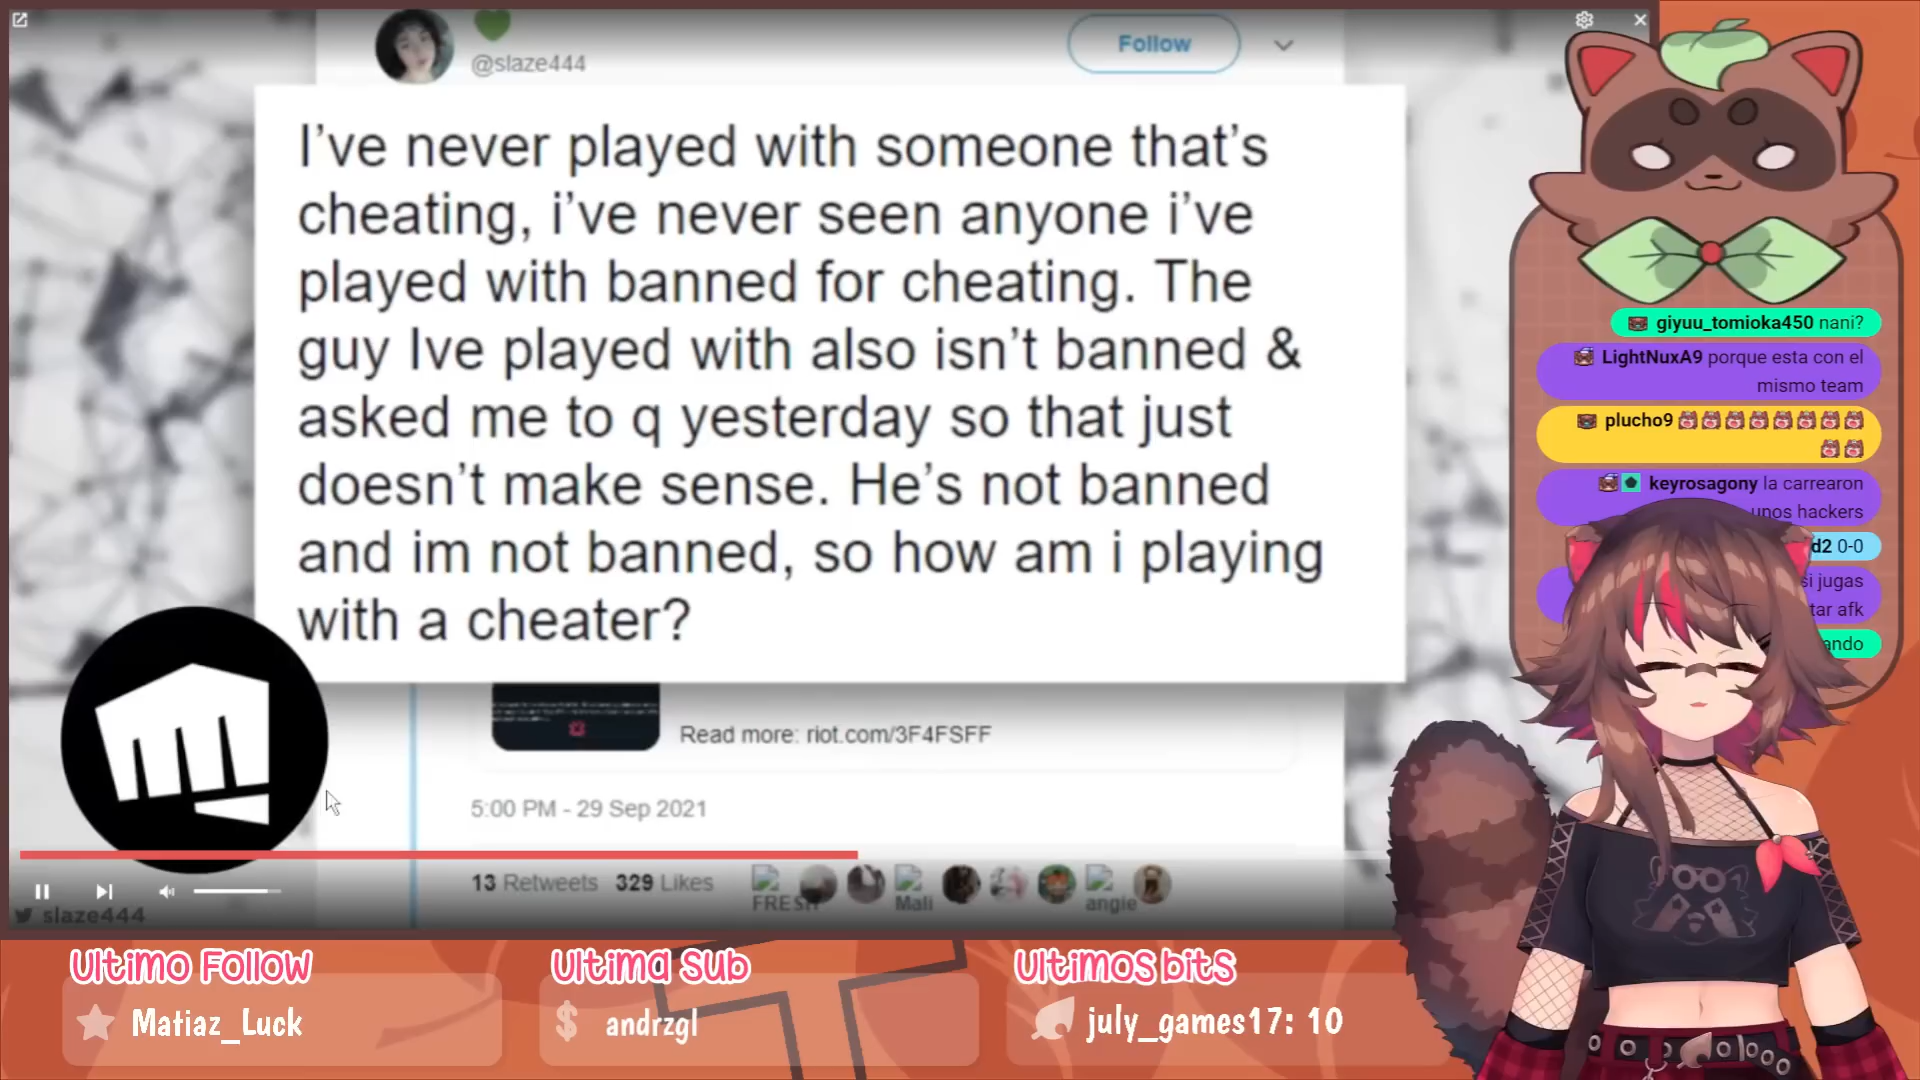 @slaze444
Follow
I've never played with someone that's
cheating, i've never seen anyone i've
played with banned for cheating. The
guy Ive played with also isn't banned &
asked me to q yesterday so that just
doesn't make sense. He's not banned
and im not banned, so how am i playing
with a cheater?
Read more: riot.com/3F4FSFF
5:00 PM - 29 Sep 2021
13 Retweets 329 Likes
FRESH
Mali
angie
slaze444
giyuu_tomioka450 nani?
LightNuxA9 porque esta con el
mismo team
plucho9
keyrosagony la carrearon
unos hackers
d2 0-0
si jugas
tar afk
ando
Ultimo Follow
Matiaz_Luck
Ultima Sub
andrzgl
Ultimos bits
july_games17: 10